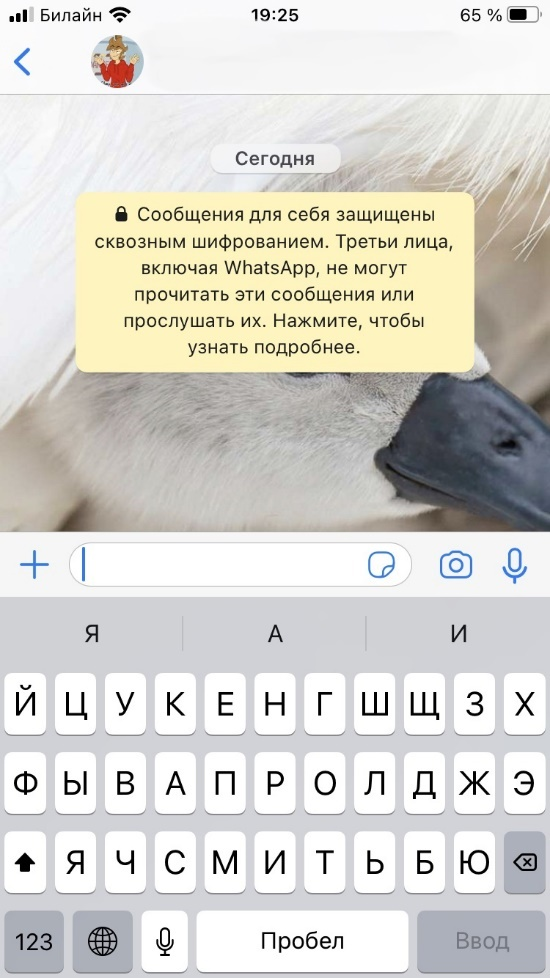 Билайн 19:25 65 %
Сегодня
Сообщения для себя защищены
сквозным шифрованием. Третьи лица,
включая WhatsApp, не могут
прочитать эти сообщения или
прослушать их. Нажмите, чтобы
узнать подробнее.
Я А И
Й Ц У К Е Н Г Ш Щ З Х
Ф Ы В А П Р О Л Д Ж Э
Я Ч С М И Т Ь Б Ю
123 Пробел Ввод